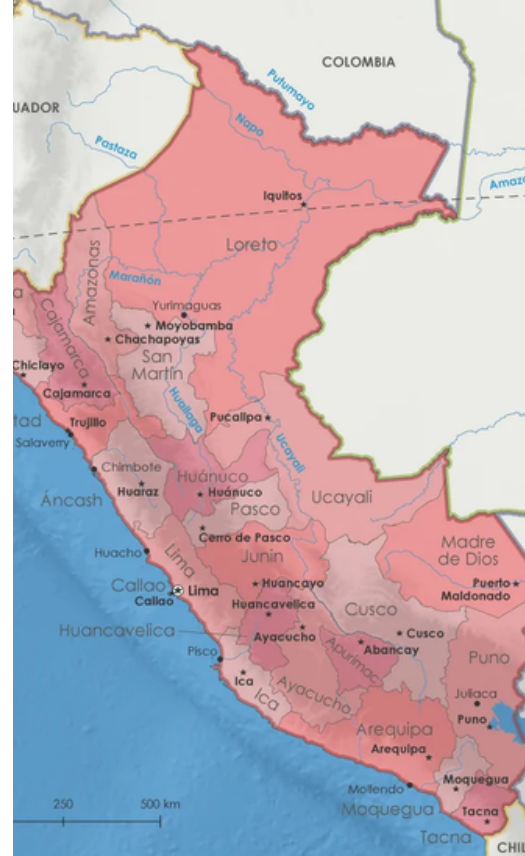 COLOMBIA
UADOR
Putumayo
Napo
Pastaza
Amazo
Iquitos
Loreto
Amazonas
Marañón
Yurimaguas
Moyobamba
Chachapoyas
a
Cajamarca
San
Martín
Chiclayo
Cajamarca
Huallaga
tad
Trujillo
Salaverry
Pucallpa
Ucayali
Chimbote
Huánuco
Huaraz
Huánuco
Ucayali
Áncash
Pasco
Cerro de Pasco
Madre
de Dios
Huacho
Lima
Junín
Huancayo
Puerto
Maldonado
Callao
Lima
Callao
Huancavelica
Cusco
Huancavelica
Ayacucho
Cusco
Apurímac
Abancay
Puno
Pisco
Ica
Ica
Ayacucho
Juliaca
Puno
Arequipa
Arequipa
Moquegua
Mollendo
250
500 km
Moquegua
Tacna
Tacna
CHIL